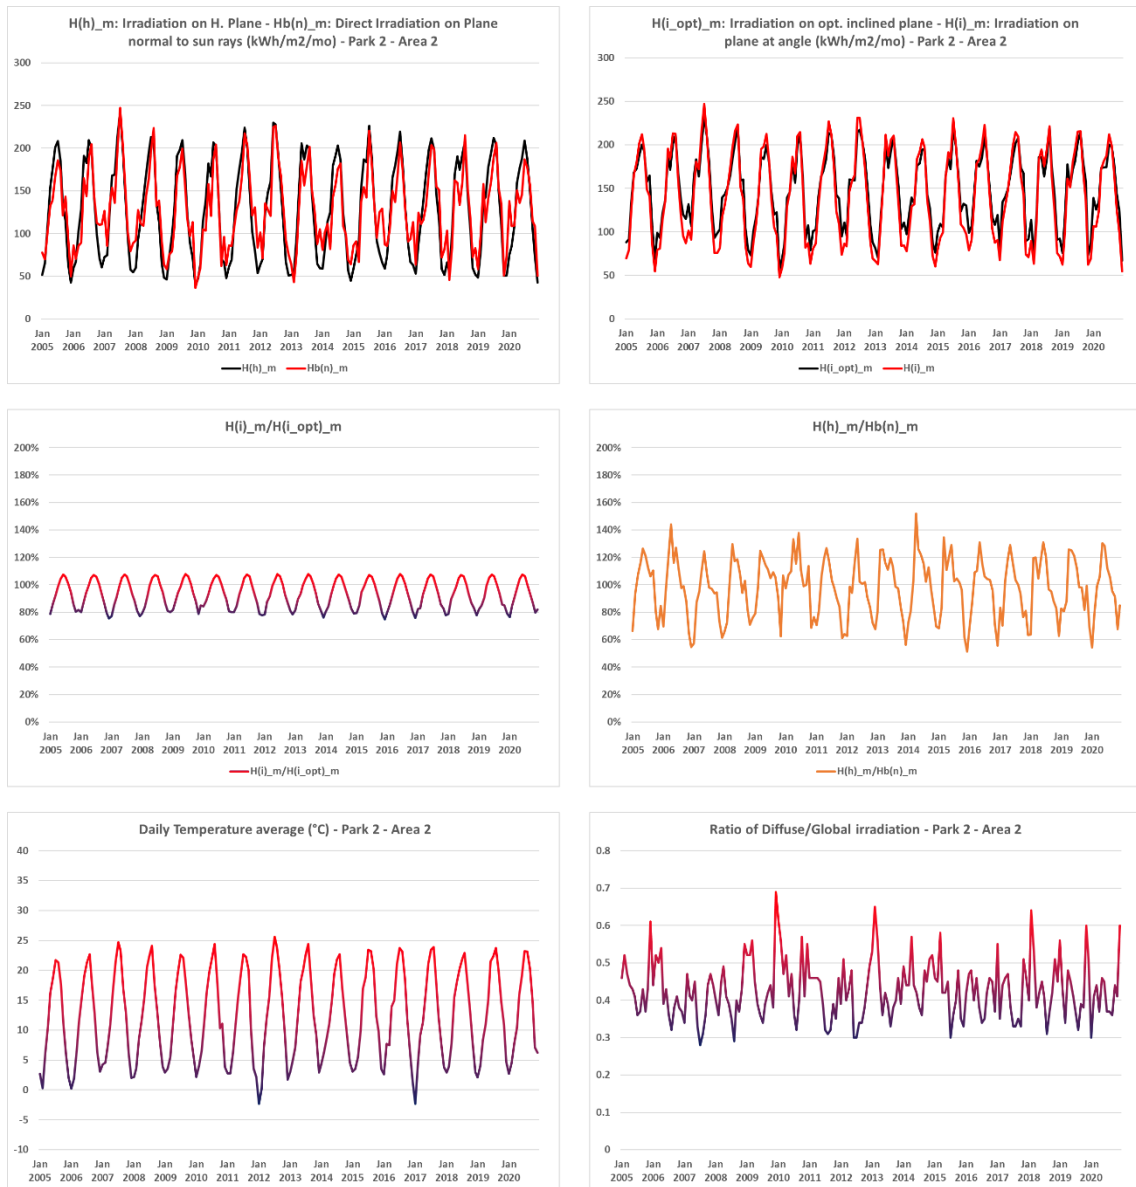 H(h)_m: Irradiation on H. Plane - Hb(n)_m: Direct Irradiation on Plane
normal to sun rays (kWh/m2/mo) - Park 2 - Area 2
300
250
200
150
100
50
0
Jan Jan Jan Jan Jan Jan Jan Jan Jan Jan Jan Jan Jan Jan Jan Jan
2005 2006 2007 2008 2009 2010 2011 2012 2013 2014 2015 2016 2017 2018 2019 2020
H(h)_m Hb(n)_m
H(i_opt)_m: Irradiation on opt. inclined plane - H(i)_m: Irradiation on
plane at angle (kWh/m2/mo) - Park 2 - Area 2
300
250
200
150
100
50
0
Jan Jan Jan Jan Jan Jan Jan Jan Jan Jan Jan Jan Jan Jan Jan Jan
2005 2006 2007 2008 2009 2010 2011 2012 2013 2014 2015 2016 2017 2018 2019 2020
H(i_opt)_m H(i)_m
H(i)_m/H(i_opt)_m
200%
180%
160%
140%
120%
100%
80%
60%
40%
20%
0%
Jan Jan Jan Jan Jan Jan Jan Jan Jan Jan Jan Jan Jan Jan Jan Jan
2005 2006 2007 2008 2009 2010 2011 2012 2013 2014 2015 2016 2017 2018 2019 2020
H(i)_m/H(i_opt)_m
H(h)_m/Hb(n)_m
200%
180%
160%
140%
120%
100%
80%
60%
40%
20%
0%
Jan Jan Jan Jan Jan Jan Jan Jan Jan Jan Jan Jan Jan Jan Jan Jan
2005 2006 2007 2008 2009 2010 2011 2012 2013 2014 2015 2016 2017 2018 2019 2020
H(h)_m/Hb(n)_m
Daily Temperature average (°C) - Park 2 - Area 2
40
35
30
25
20
15
10
5
0
-5
-10
Jan Jan Jan Jan Jan Jan Jan Jan Jan Jan Jan Jan Jan Jan Jan Jan
2005 2006 2007 2008 2009 2010 2011 2012 2013 2014 2015 2016 2017 2018 2019 2020
Ratio of Diffuse/Global irradiation - Park 2 - Area 2
0.8
0.7
0.6
0.5
0.4
0.3
0.2
0.1
0
Jan Jan Jan Jan Jan Jan Jan Jan Jan Jan Jan Jan Jan Jan Jan Jan
2005 2006 2007 2008 2009 2010 2011 2012 2013 2014 2015 2016 2017 2018 2019 2020